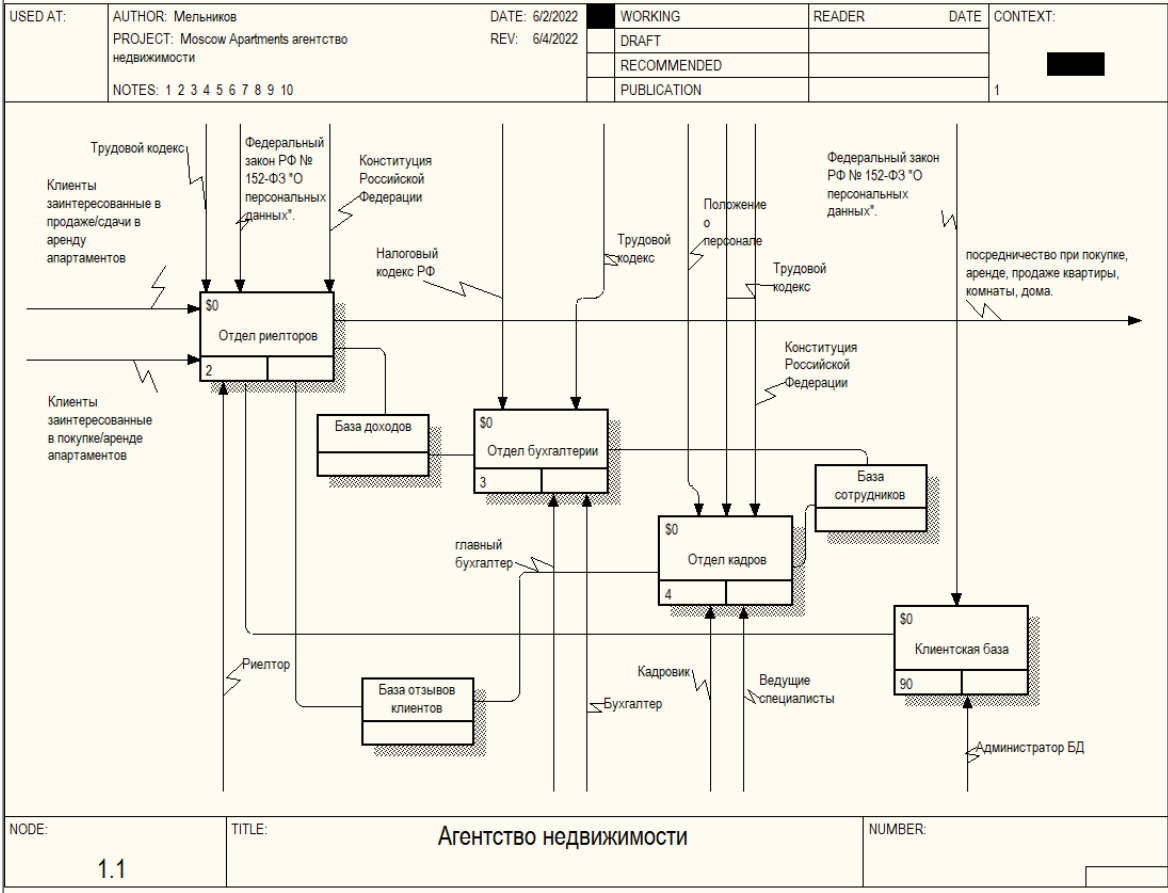 USED AT:
AUTHOR: Мельников
DATE: 6/2/2022
PROJECT: Moscow Apartments агентство
недвижимости
REV: 6/4/2022
NOTES: 1 2 3 4 5 6 7 8 9 10
WORKING
DRAFT
RECOMMENDED
PUBLICATION
READER
DATE
CONTEXT:
1
Трудовой кодекс
Федеральный
закон РФ №
152-ФЗ "О
персональных
данных".
Конституция
Российской
Федерации
Клиенты
заинтересованные в
продаже/сдачи в
аренду
апартаментов
Налоговый
кодекс РФ
Трудовой
кодекс
Положение
о
персонале
Трудовой
кодекс
Федеральный закон
РФ № 152-ФЗ "О
персональных
данных".
посредничество при покупке,
аренде, продаже квартиры,
комнаты, дома.
$0
Отдел риелторов
2
Клиенты
заинтересованные
в покупке/аренде
апартаментов
База доходов
$0
Отдел бухгалтерии
3
Конституция
Российской
Федерации
База
сотрудников
главный
бухгалтер
$0
Отдел кадров
4
$0
Клиентская база
90
Риелтор
База отзывов
клиентов
Бухгалтер
Кадровик
Ведущие
специалисты
Администратор БД
NODE:
1.1
TITLE:
Агентство недвижимости
NUMBER: